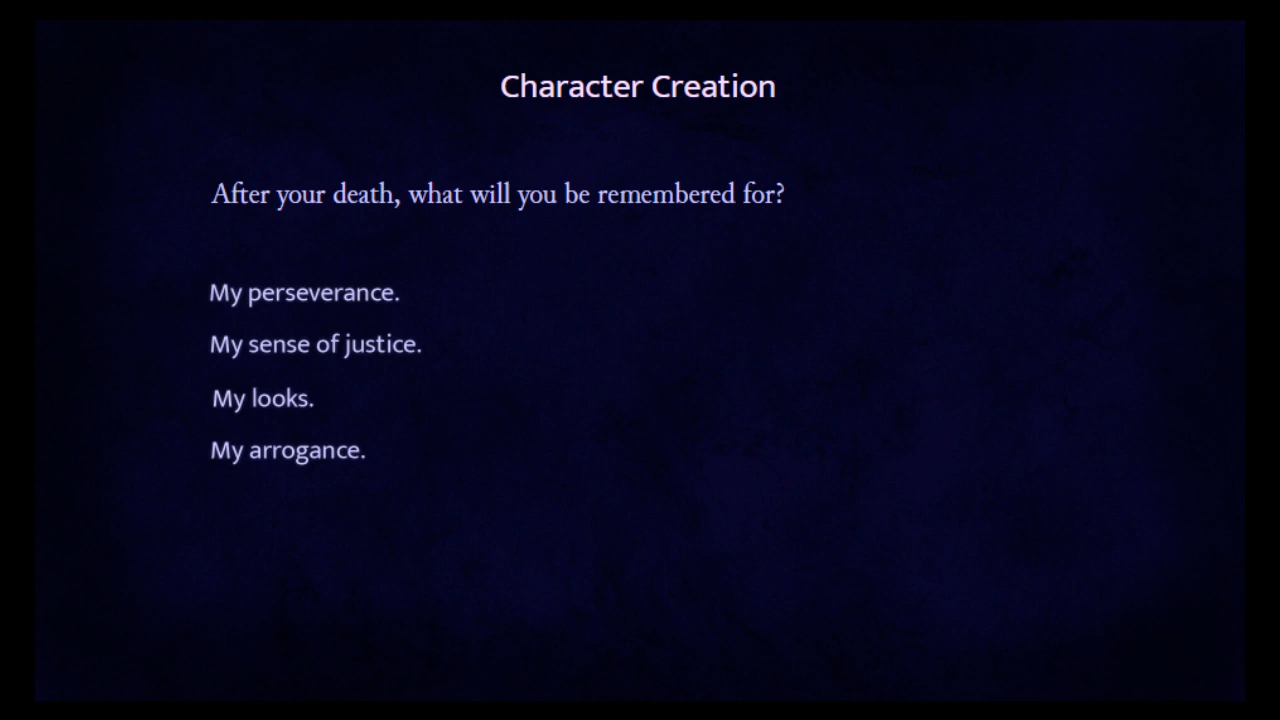 Character Creation
After your death, what will you be remembered for?
My perseverance.
My sense of justice.
My looks.
My arrogance.